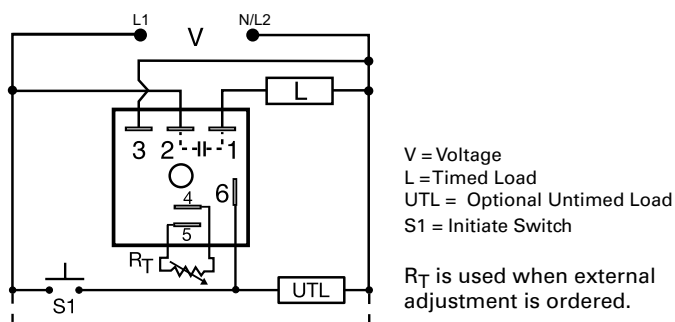 L1
V
N/L2
L
3
2
1
6
4
5
RT
S1
UTL
V = Voltage
L = Timed Load
UTL = Optional Untimed Load
S1 = Initiate Switch
RT is used when external
adjustment is ordered.